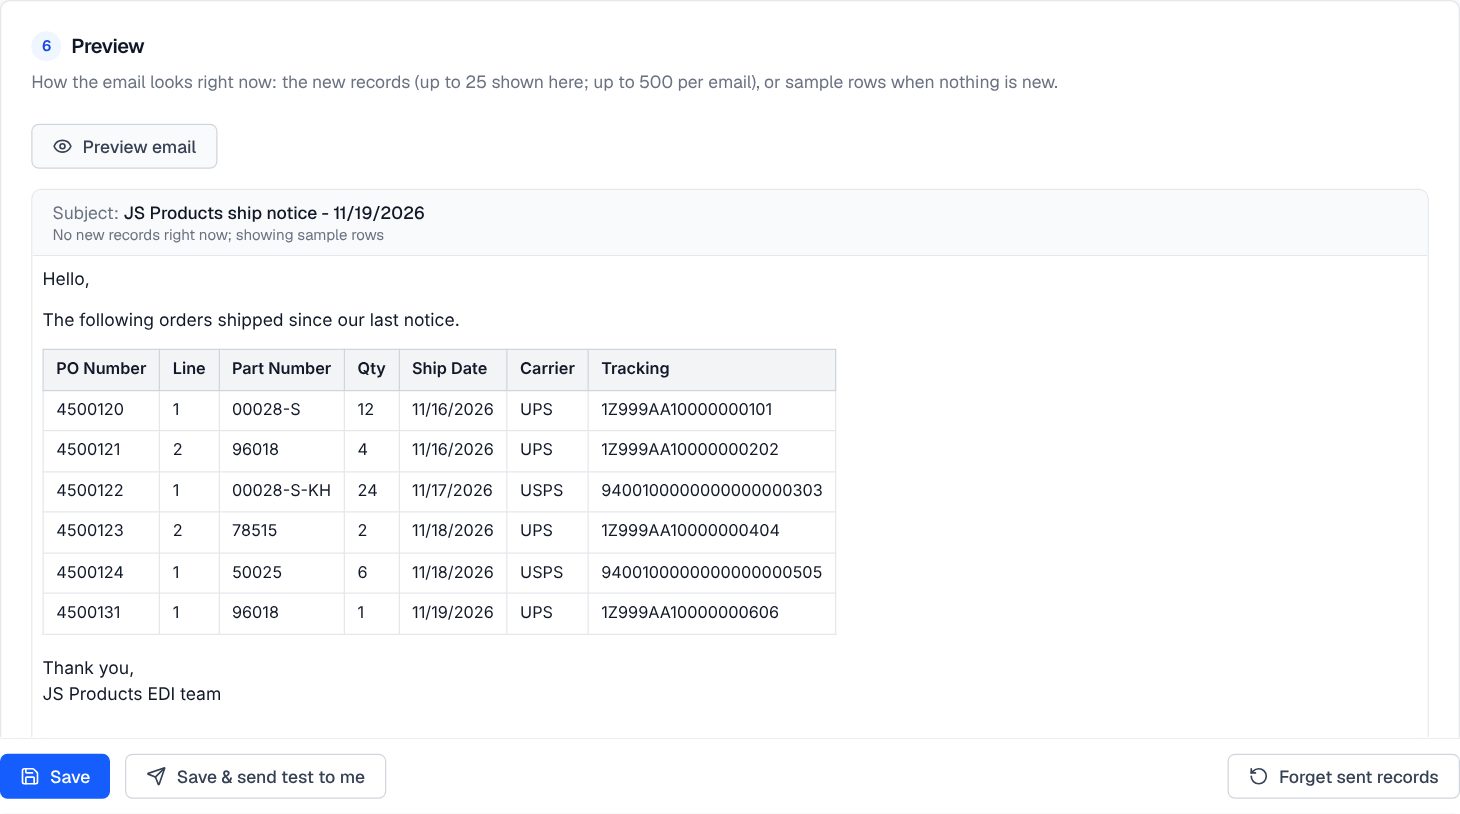 6 Preview
How the email looks right now: the new records (up to 25 shown here; up to 500 per email), or sample rows when nothing is new.
Preview email
Subject: JS Products ship notice - 11/19/2026
No new records right now; showing sample rows
Hello,
The following orders shipped since our last notice.
PO Number Line Part Number Qty Ship Date Carrier Tracking
4500120 1 00028-S 12 11/16/2026 UPS 1Z999AA10000000101
4500121 2 96018 4 11/16/2026 UPS 1Z999AA10000000202
4500122 1 00028-S-KH 24 11/17/2026 USPS 9400100000000000000303
4500123 2 78515 2 11/18/2026 UPS 1Z999AA10000000404
4500124 1 50025 6 11/18/2026 USPS 9400100000000000000505
4500131 1 96018 1 11/19/2026 UPS 1Z999AA10000000606
Thank you,
JS Products EDI team
Save Save & send test to me Forget sent records